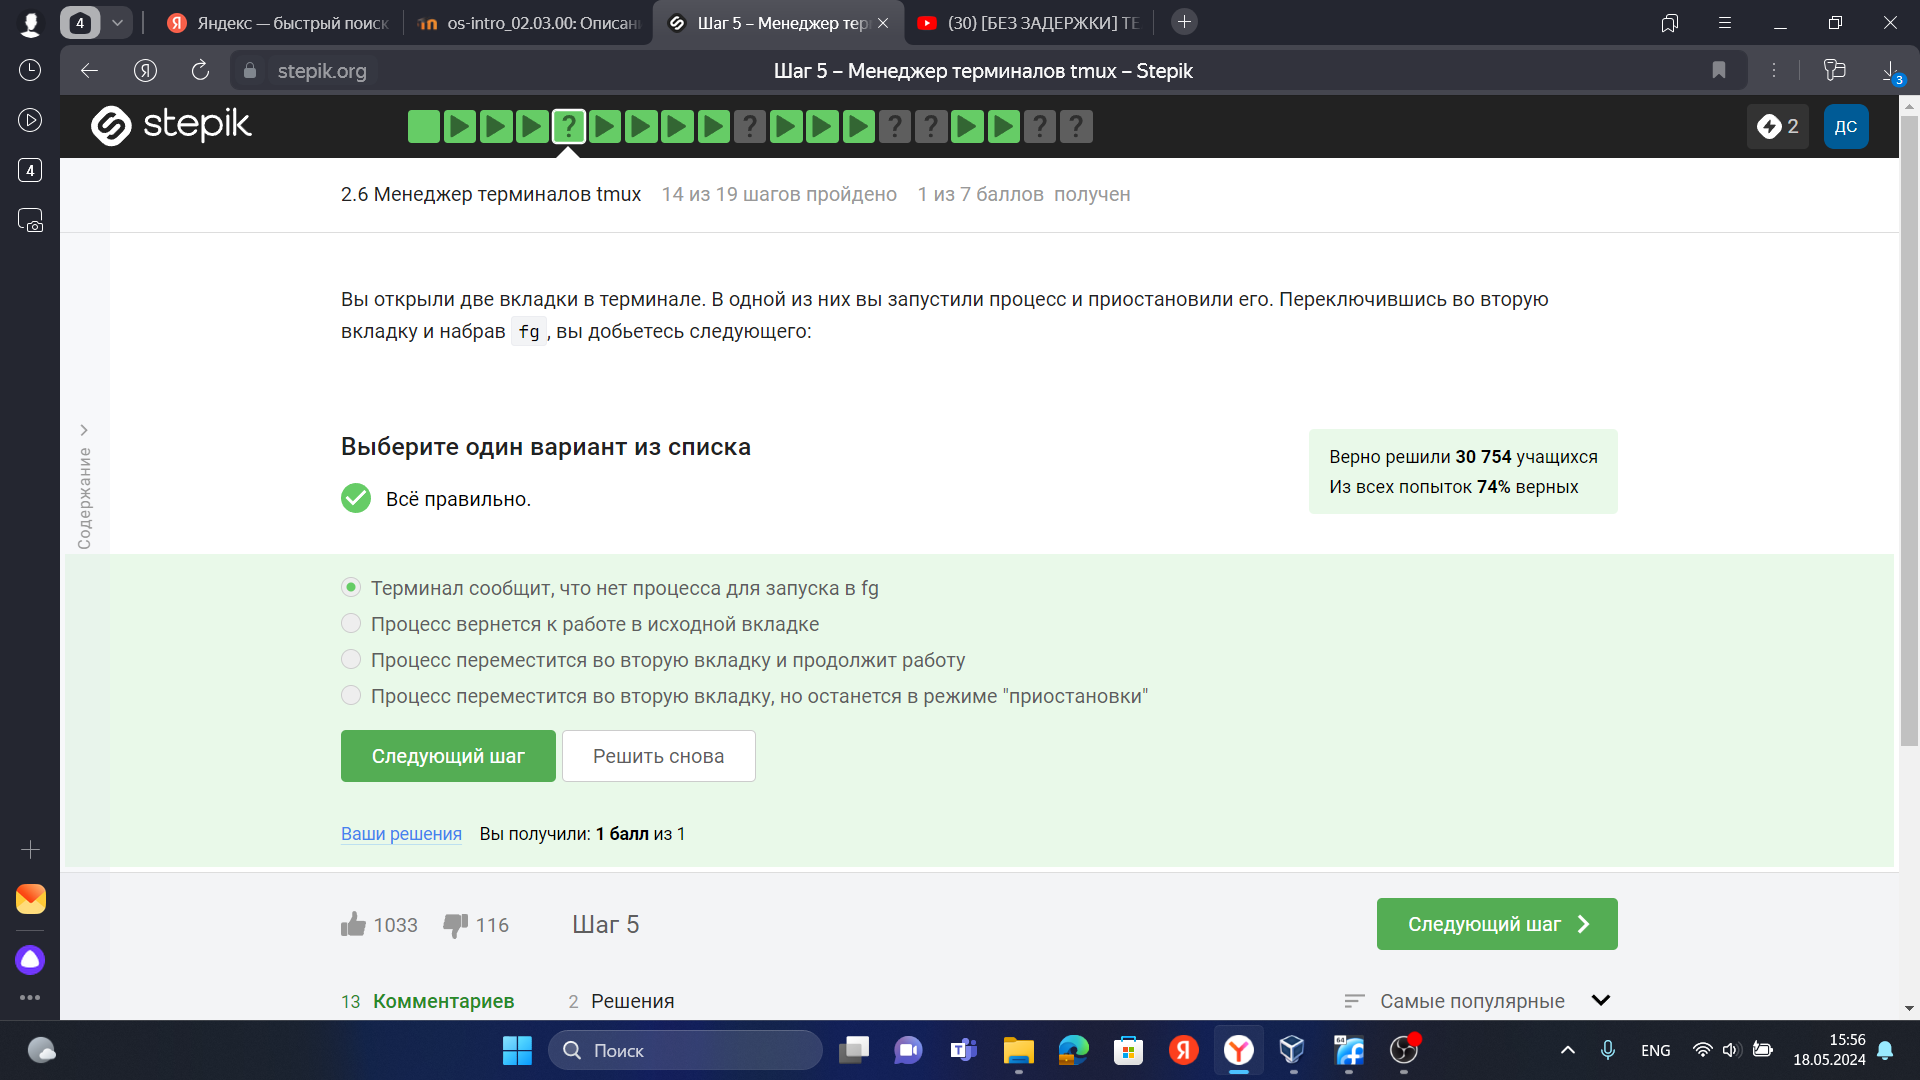 4
Яндекс — быстрый поиск
os-intro_02.03.00: Описан
Шаг 5 – Менеджер тер
(30) [БЕЗ ЗАДЕРЖКИ] ТЕ
stepik.org
Шаг 5 – Менеджер терминалов tmux – Stepik
3
4
stepik
?
?
?
?
?
?
2
ДС
2.6 Менеджер терминалов tmux 14 из 19 шагов пройдено 1 из 7 баллов получен
Вы открыли две вкладки в терминале. В одной из них вы запустили процесс и приостановили его. Переключившись во вторую
вкладку и набрав fg , вы добьетесь следующего:
Содержание
Выберите один вариант из списка
Всё правильно.
Верно решили 30 754 учащихся
Из всех попыток 74% верных
Терминал сообщит, что нет процесса для запуска в fg
Процесс вернется к работе в исходной вкладке
Процесс переместится во вторую вкладку и продолжит работу
Процесс переместится во вторую вкладку, но останется в режиме "приостановки"
Следующий шаг
Решить снова
Ваши решения Вы получили: 1 балл из 1
1033 116 Шаг 5
Следующий шаг
13 Комментариев 2 Решения
Самые популярные
Поиск
64
ENG
15:56
18.05.2024